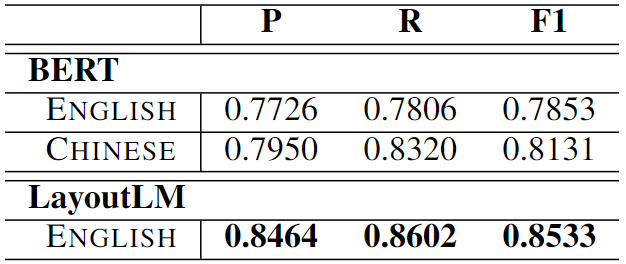 P R F1
BERT
ENGLISH 0.7726 0.7806 0.7853
CHINESE 0.7950 0.8320 0.8131
LayoutLM
ENGLISH 0.8464 0.8602 0.8533